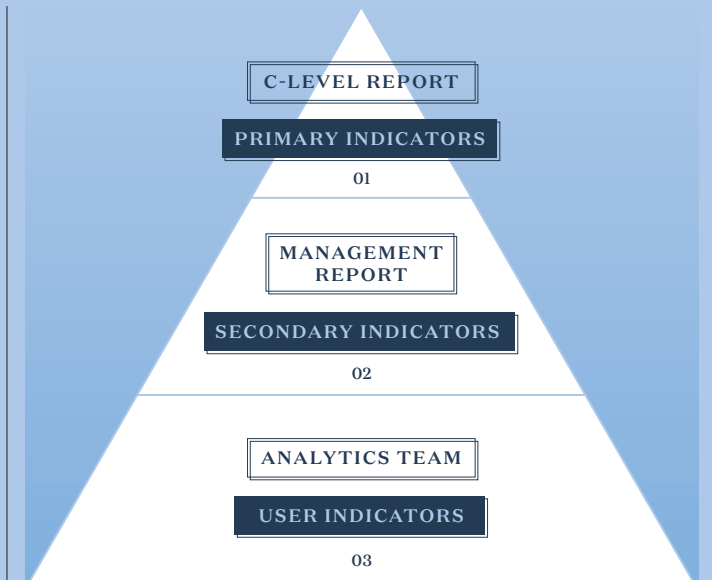 C-LEVEL REPORT
PRIMARY INDICATORS
01
MANAGEMENT
REPORT
SECONDARY INDICATORS
02
ANALYTICS TEAM
USER INDICATORS
03